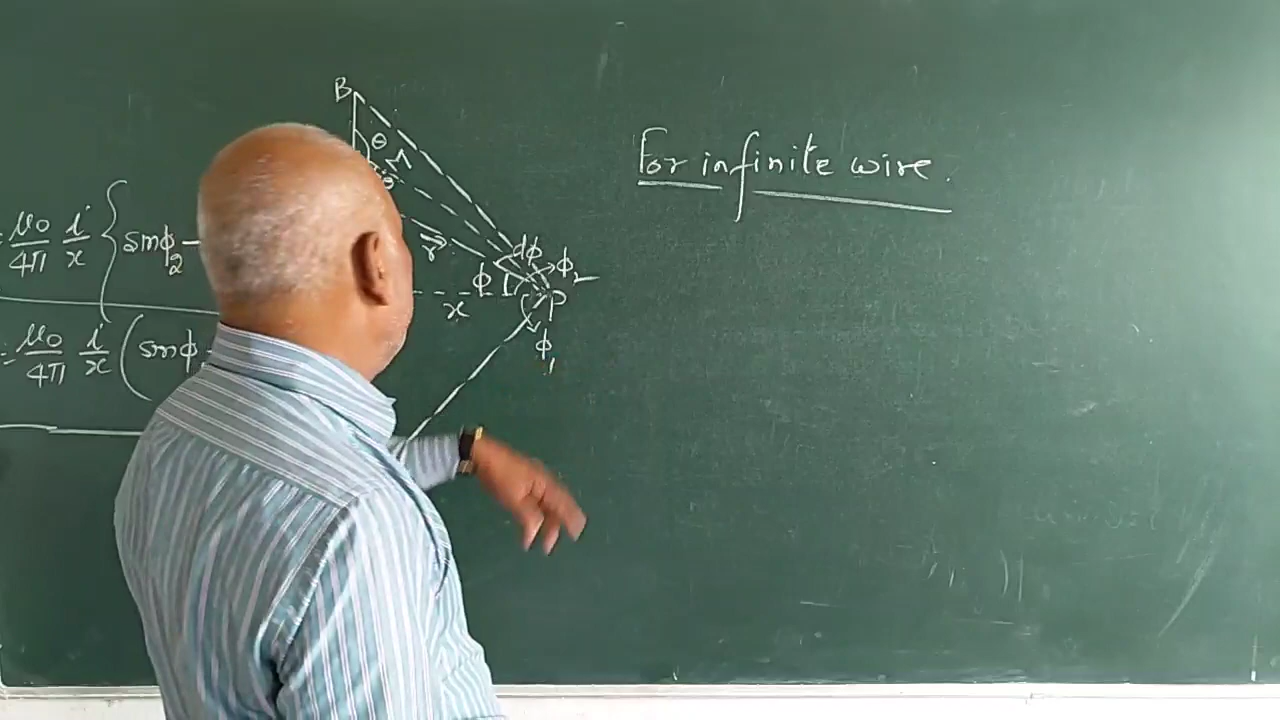 For infinite wire.
B
θ
M
θ
r
dϕ
ϕ
ϕ₂
x
P
ϕ₁
= μ₀/4π i/x { sinϕ₂ −
= μ₀/4π i/x ( sinϕ